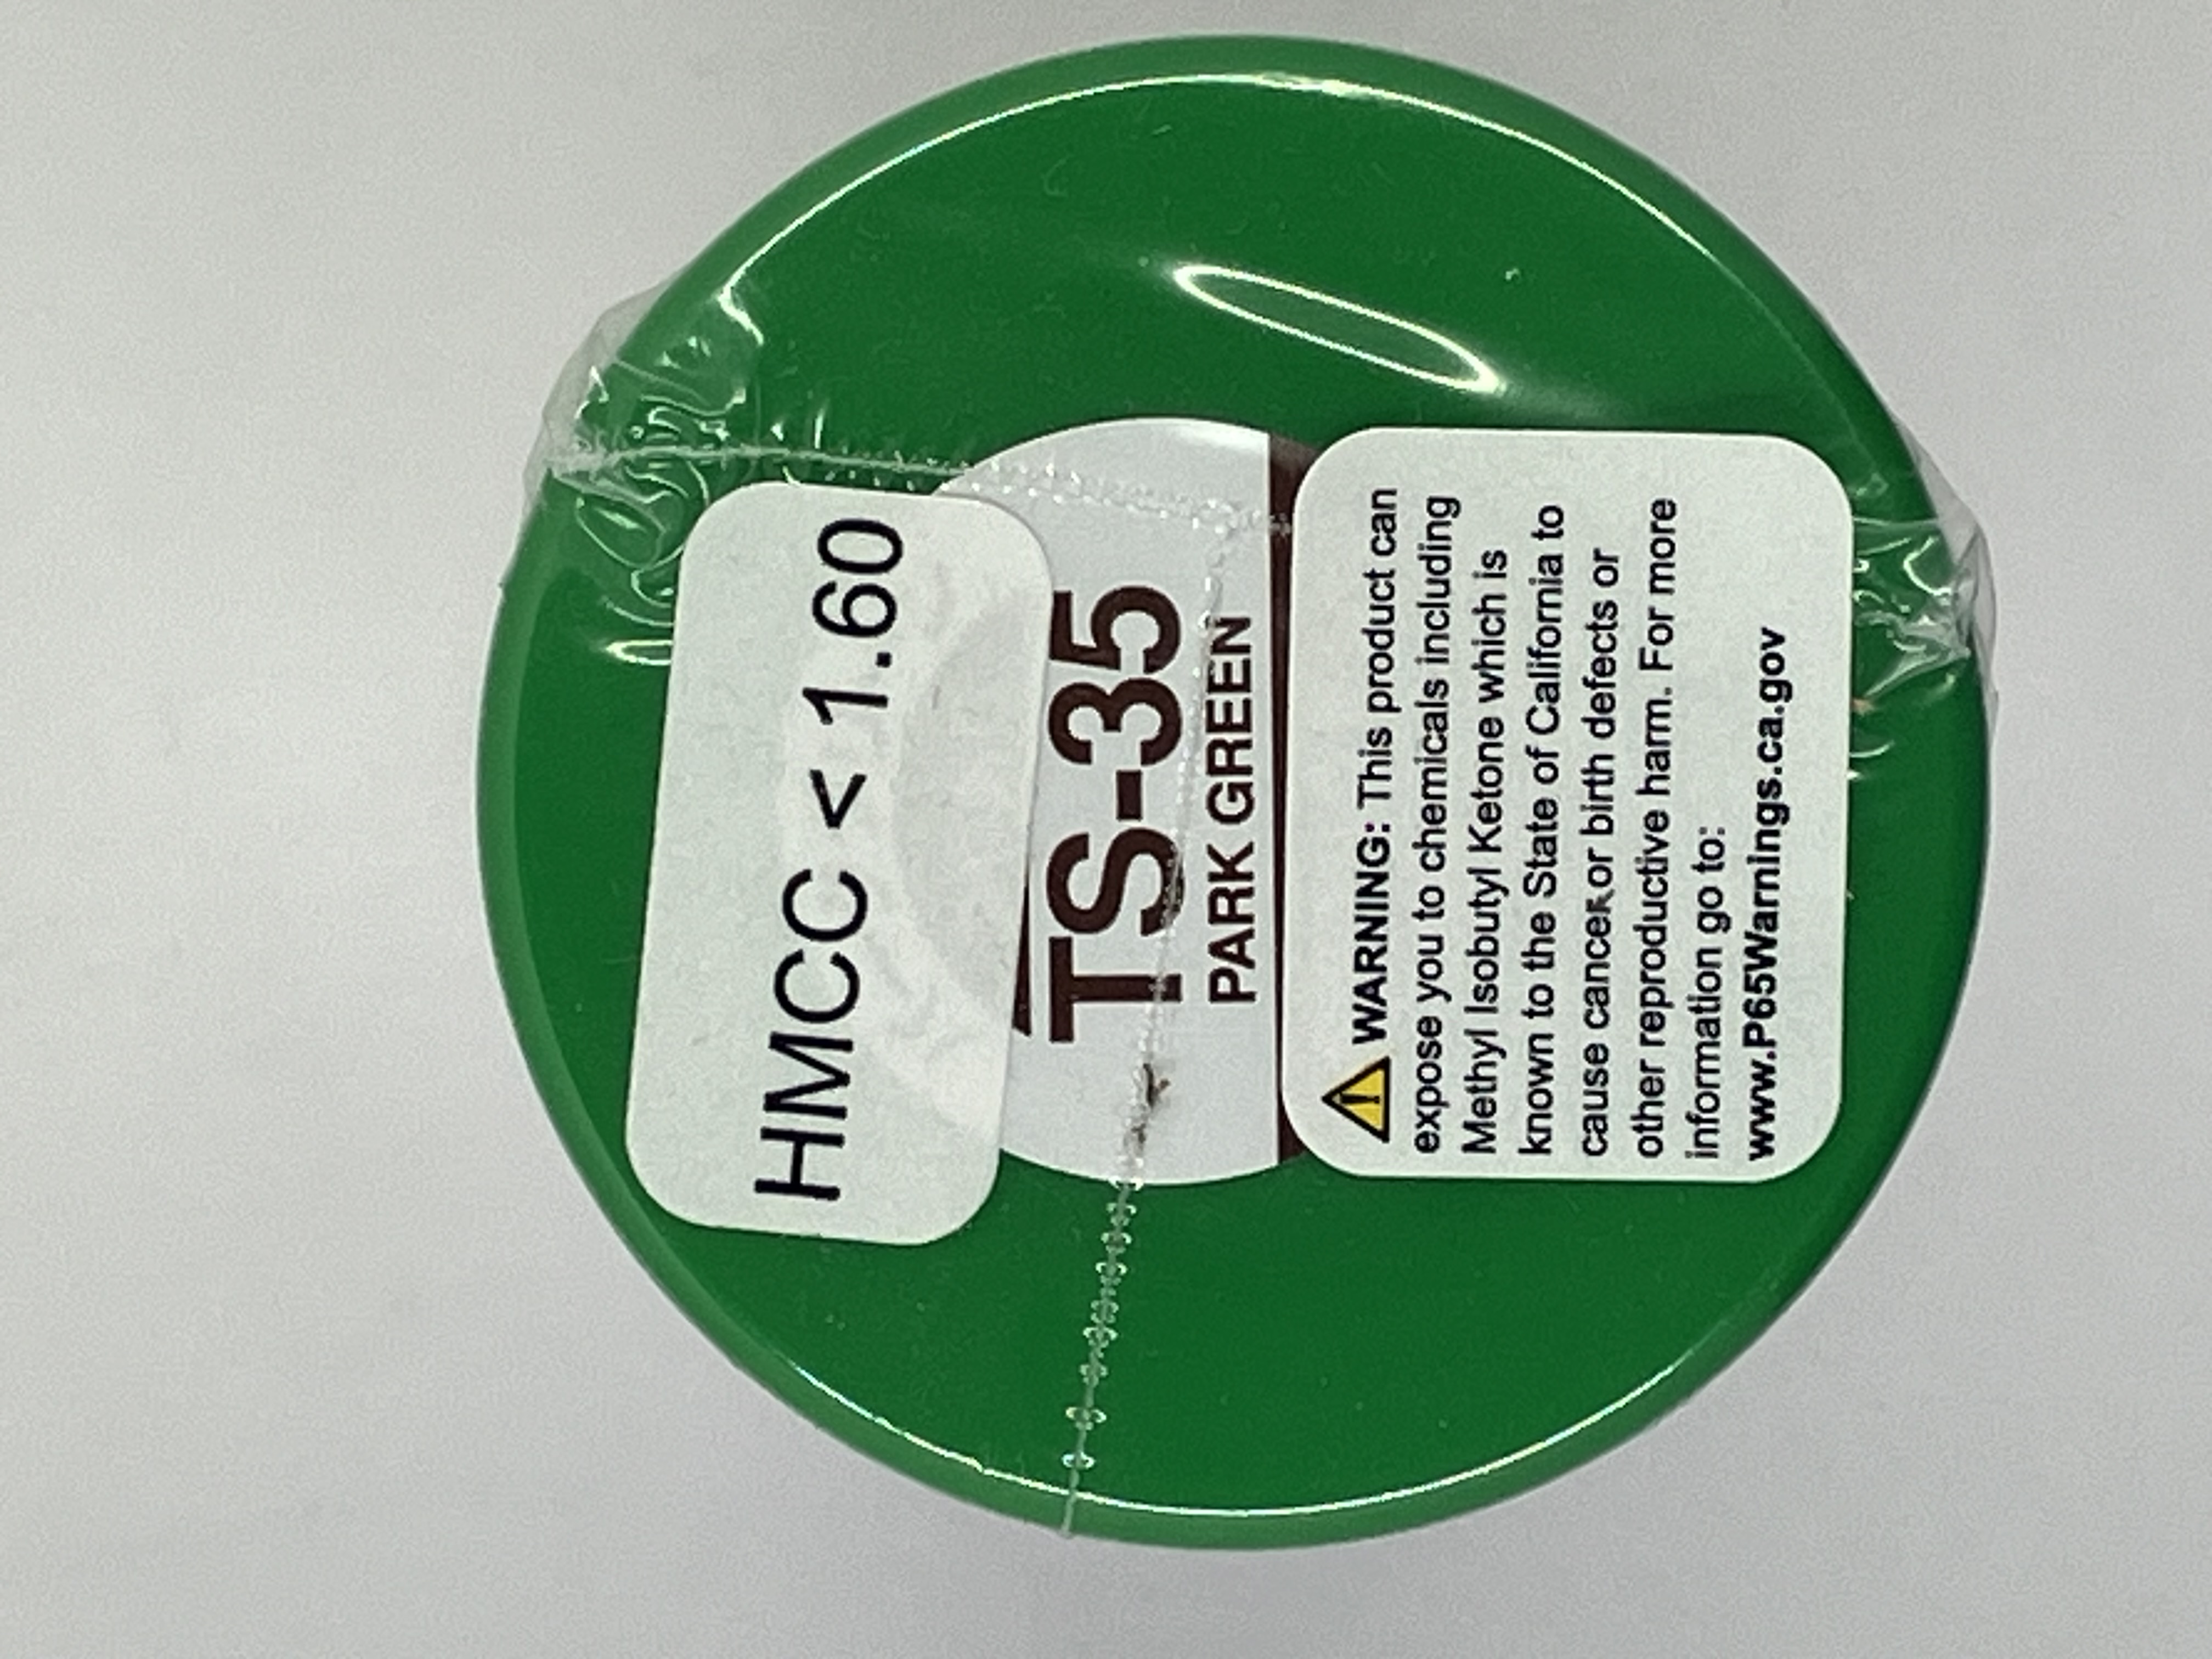 HMCC < 1.60
TS-35
PARK GREEN
WARNING: This product can
expose you to chemicals including
Methyl Isobutyl Ketone which is
known to the State of California to
cause cancer or birth defects or
other reproductive harm. For more
information go to:
www.P65Warnings.ca.gov